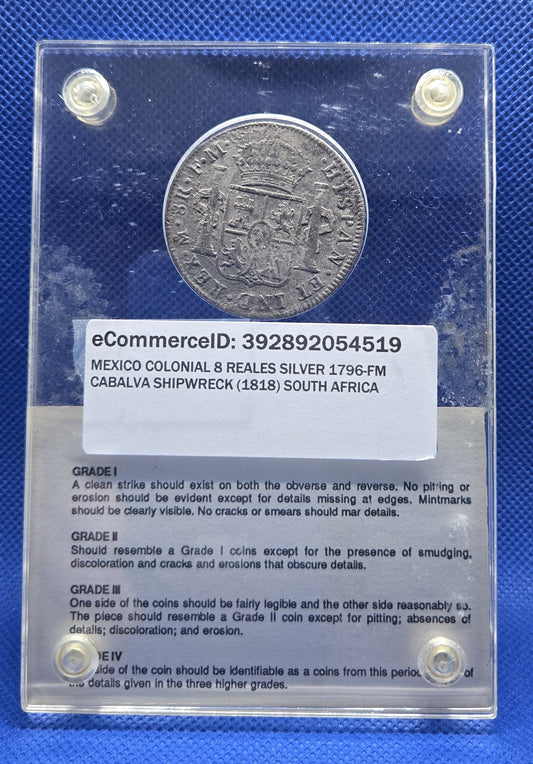 ·HISPAN·ET IND·REX·M·8R·F·M·
eCommerceID: 392892054519
MEXICO COLONIAL 8 REALES SILVER 1796-FM
CABALVA SHIPWRECK (1818) SOUTH AFRICA
GRADE I
A clean strike should exist on both the obverse and reverse. No pitting or
erosion should be evident except for details missing at edges. Mintmarks
should be clearly visible. No cracks or smears should mar details.
GRADE II
Should resemble a Grade I coins except for the presence of smudging,
discoloration and cracks and erosions that obscure details.
GRADE III
One side of the coins should be fairly legible and the other side reasonably so.
The piece should resemble a Grade II coin except for pitting; absences of
details; discoloration; and erosion.
DE IV
side of the coin should be identifiable as a coins from this of
details given in the three higher grades.